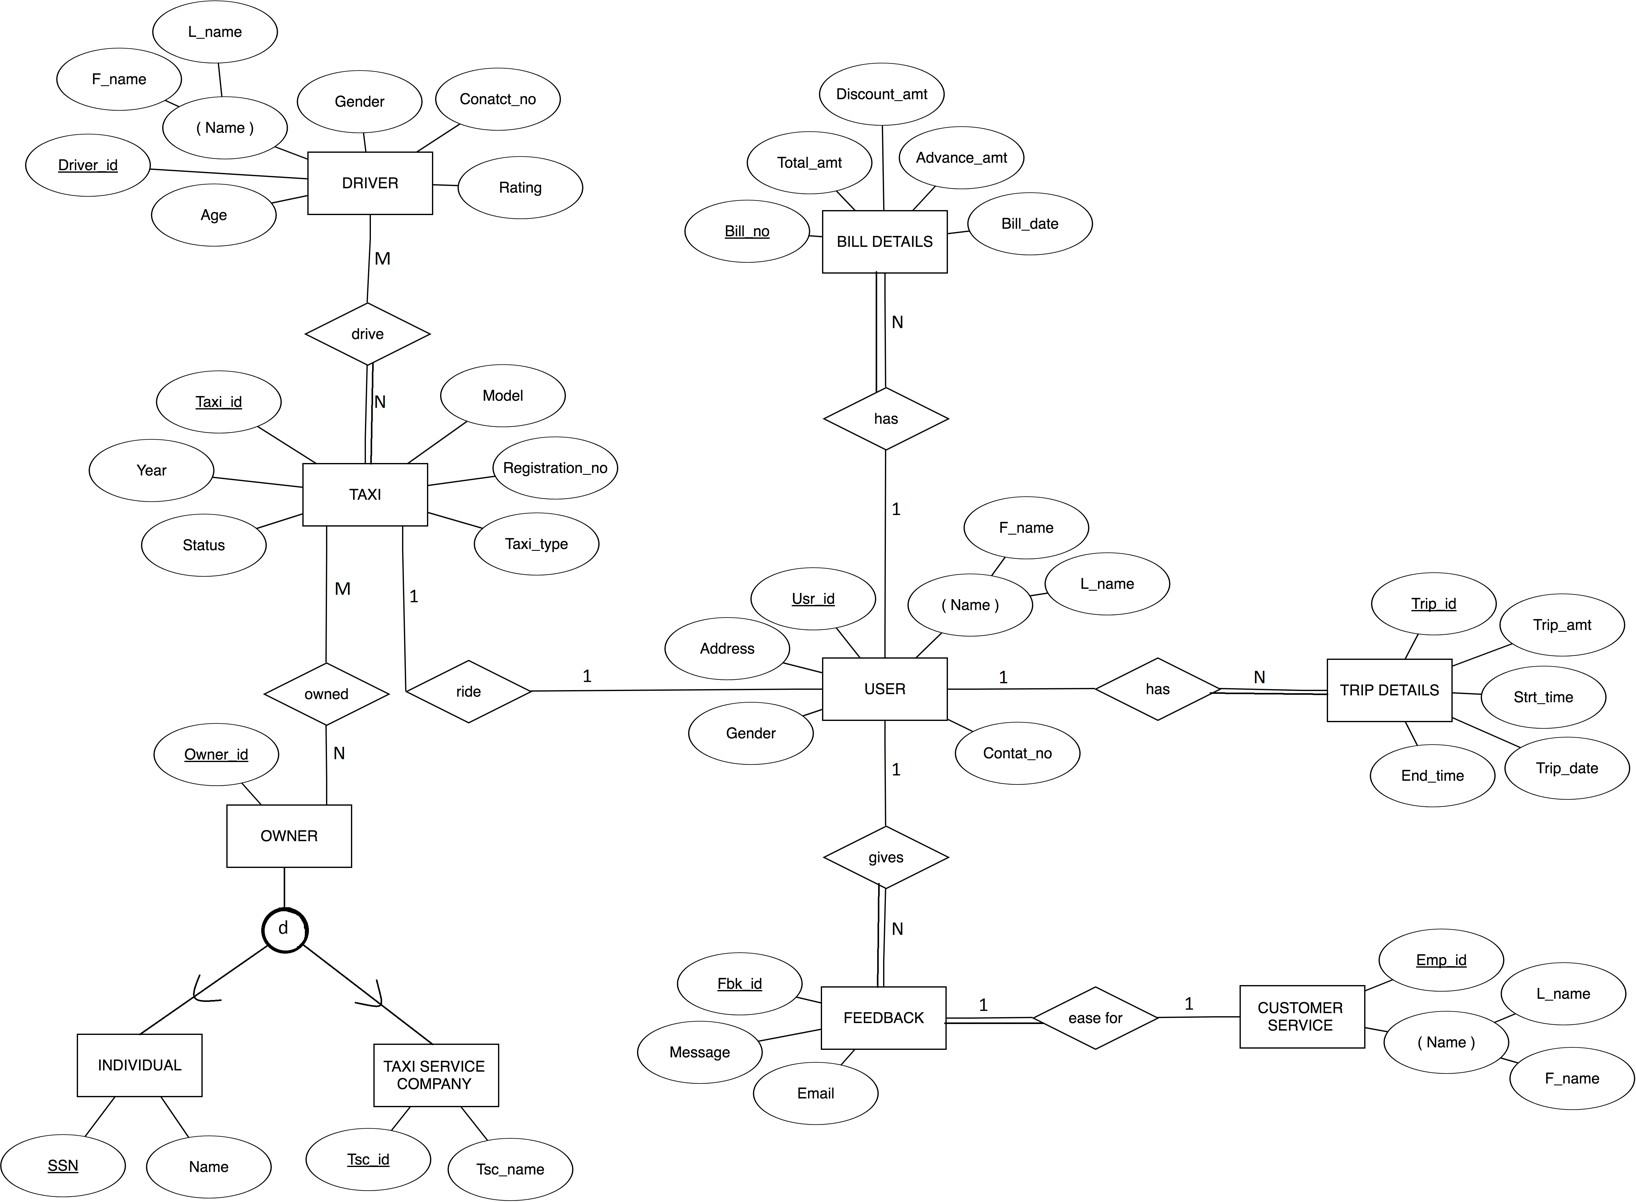 L_name
F_name
( Name )
Gender
Conatct_no
Driver_id
DRIVER
Rating
Age
M
drive
N
Taxi_id
Model
Year
TAXI
Registration_no
Status
Taxi_type
M
1
owned
ride
1
Owner_id
N
OWNER
d
INDIVIDUAL
TAXI SERVICE
COMPANY
SSN
Name
Tsc_id
Tsc_name
Discount_amt
Total_amt
Advance_amt
Bill_no
BILL DETAILS
Bill_date
N
has
1
F_name
L_name
( Name )
Usr_id
Address
USER
Gender
Contat_no
1
has
N
Trip_id
Trip_amt
TRIP DETAILS
Strt_time
End_time
Trip_date
1
gives
N
Fbk_id
FEEDBACK
Message
Email
1
ease for
1
Emp_id
CUSTOMER
SERVICE
L_name
( Name )
F_name